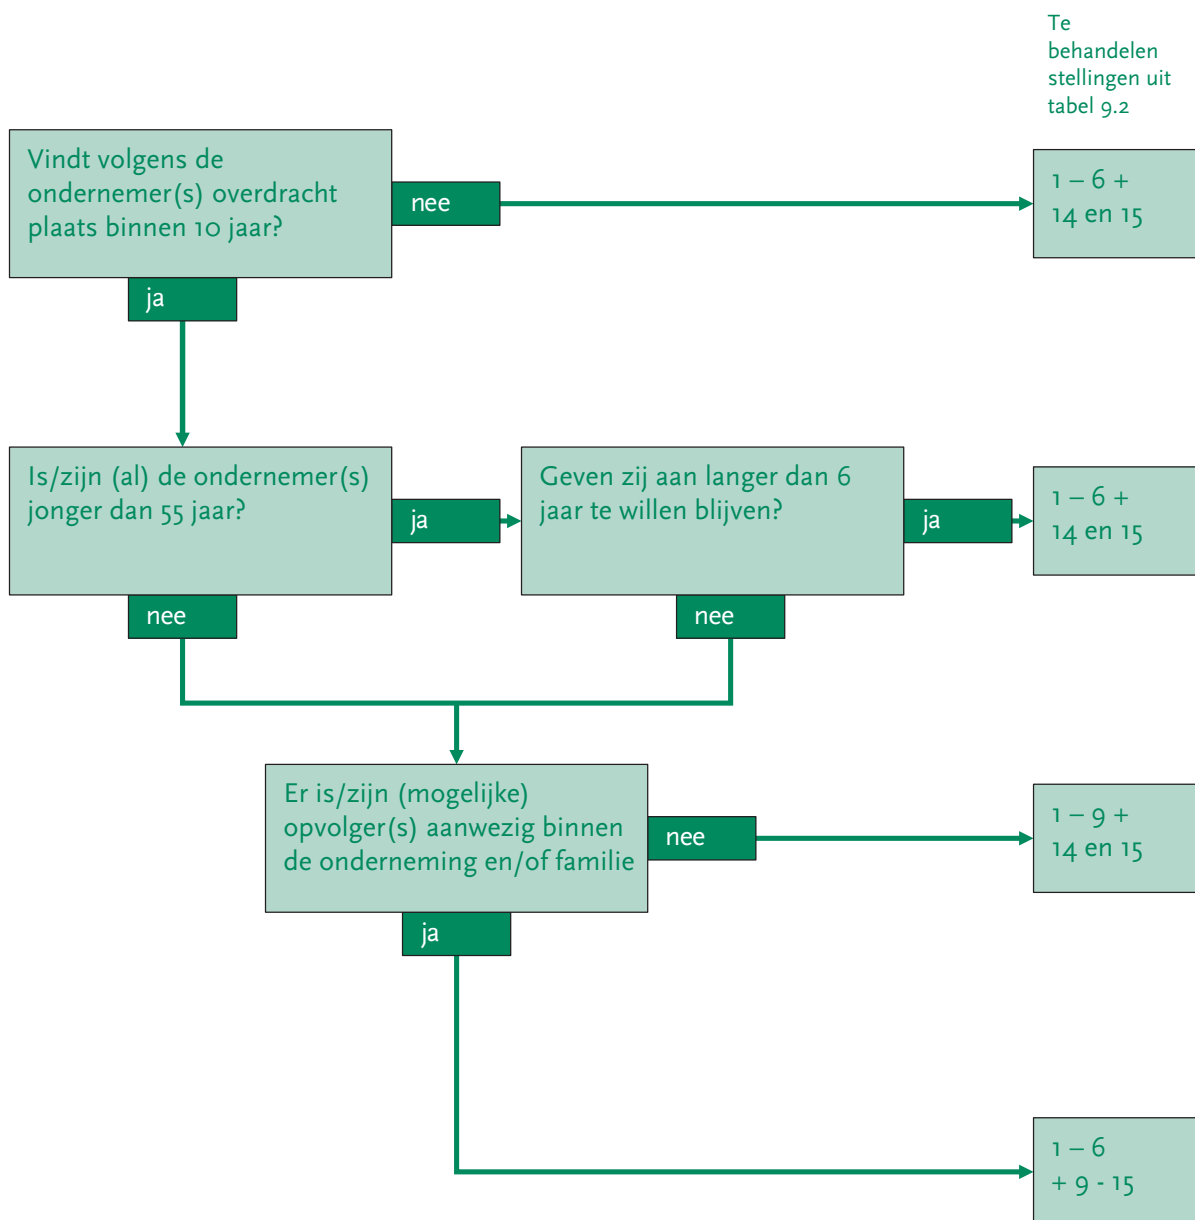 Te
behandelen
stellingen uit
tabel 9.2
Vindt volgens de
ondernemer(s) overdracht
plaats binnen 10 jaar?
nee
1 – 6 +
14 en 15
ja
Is/zijn (al) de ondernemer(s)
jonger dan 55 jaar?
ja
Geven zij aan langer dan 6
jaar te willen blijven?
ja
1 – 6 +
14 en 15
nee
nee
Er is/zijn (mogelijke)
opvolger(s) aanwezig binnen
de onderneming en/of familie
nee
1 – 9 +
14 en 15
ja
1 – 6
+ 9 - 15